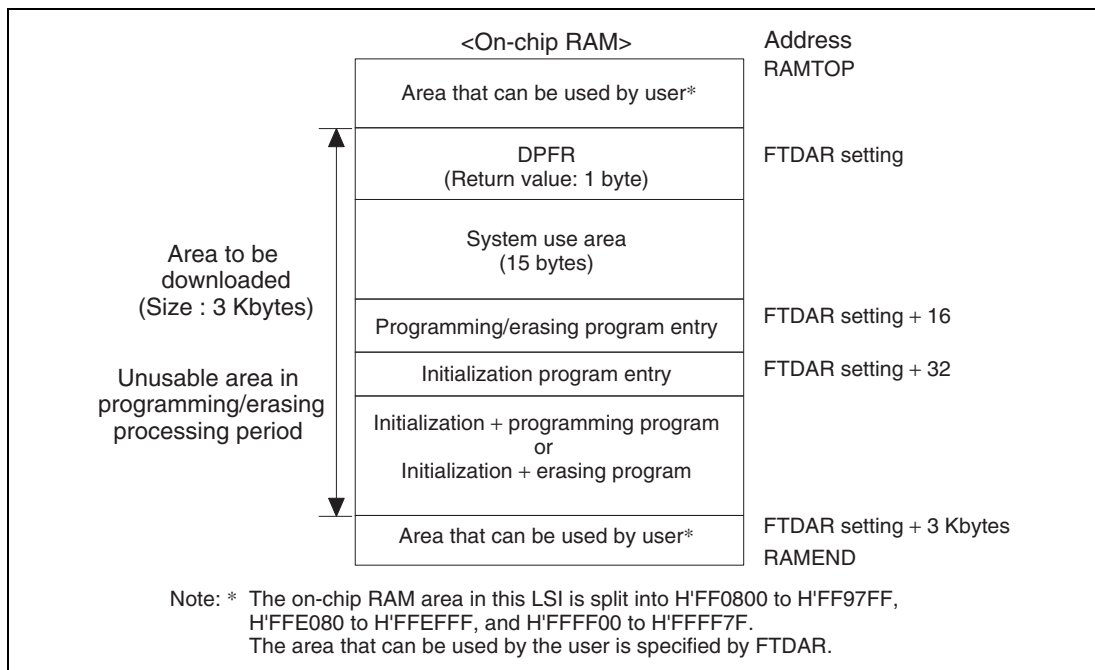 <On-chip RAM>
Address
RAMTOP
Area that can be used by user*
DPFR
(Return value: 1 byte)
FTDAR setting
System use area
(15 bytes)
Area to be
downloaded
(Size : 3 Kbytes)
Programming/erasing program entry
FTDAR setting + 16
Initialization program entry
FTDAR setting + 32
Unusable area in
programming/erasing
processing period
Initialization + programming program
or
Initialization + erasing program
Area that can be used by user*
FTDAR setting + 3 Kbytes
RAMEND
Note: * The on-chip RAM area in this LSI is split into H'FF0800 to H'FF97FF,
H'FFE080 to H'FFEFFF, and H'FFFF00 to H'FFFF7F.
The area that can be used by the user is specified by FTDAR.